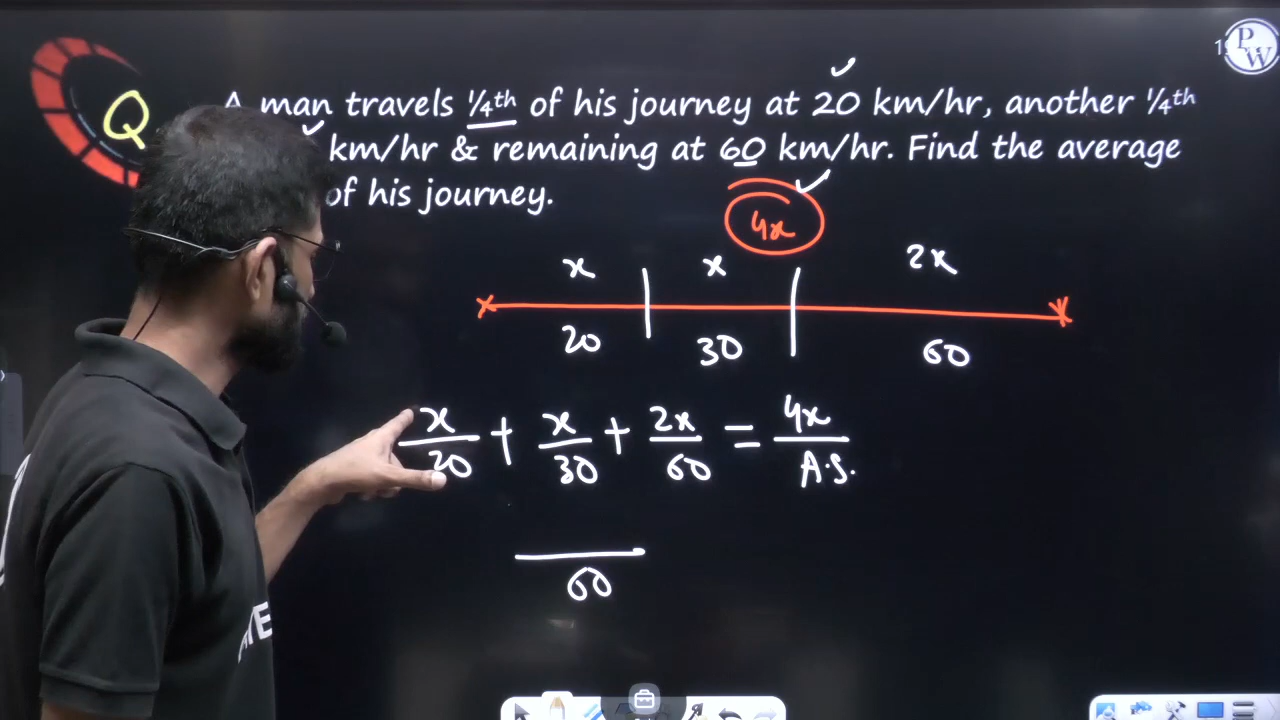 Q
A man travels ¼th of his journey at 20 km/hr, another ¼th
km/hr & remaining at 60 km/hr. Find the average
of his journey.
PW
4x
x x 2x
20 30 60
x/20 + x/30 + 2x/60 = 4x/A.S.
/60